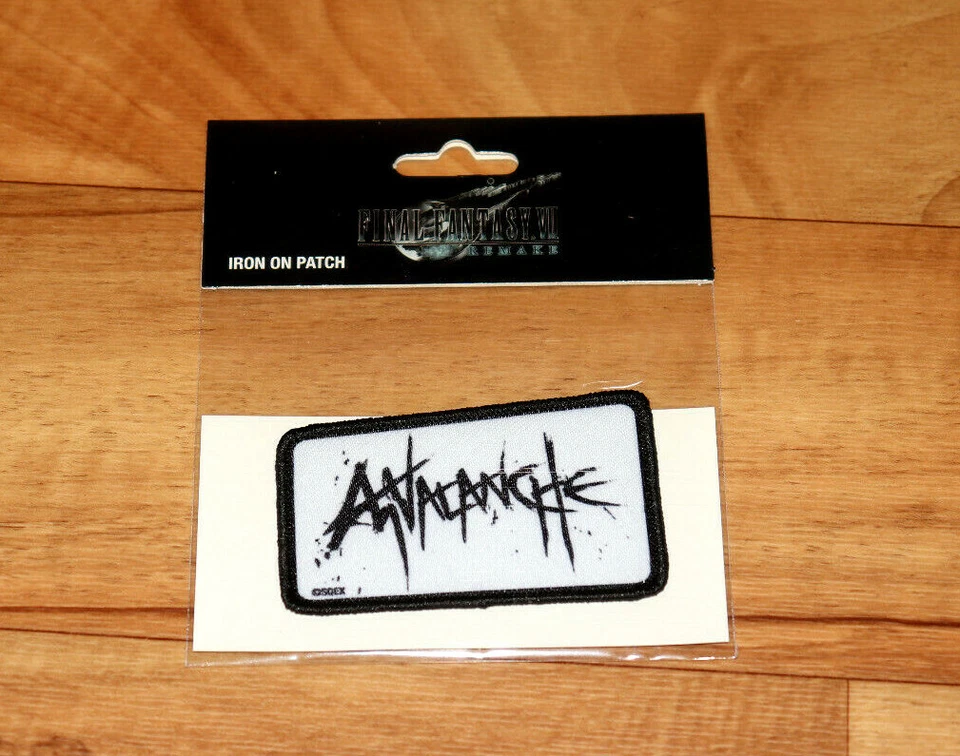 FINAL FANTASY VII
REMAKE
IRON ON PATCH
AVALANCHE
©SQEX